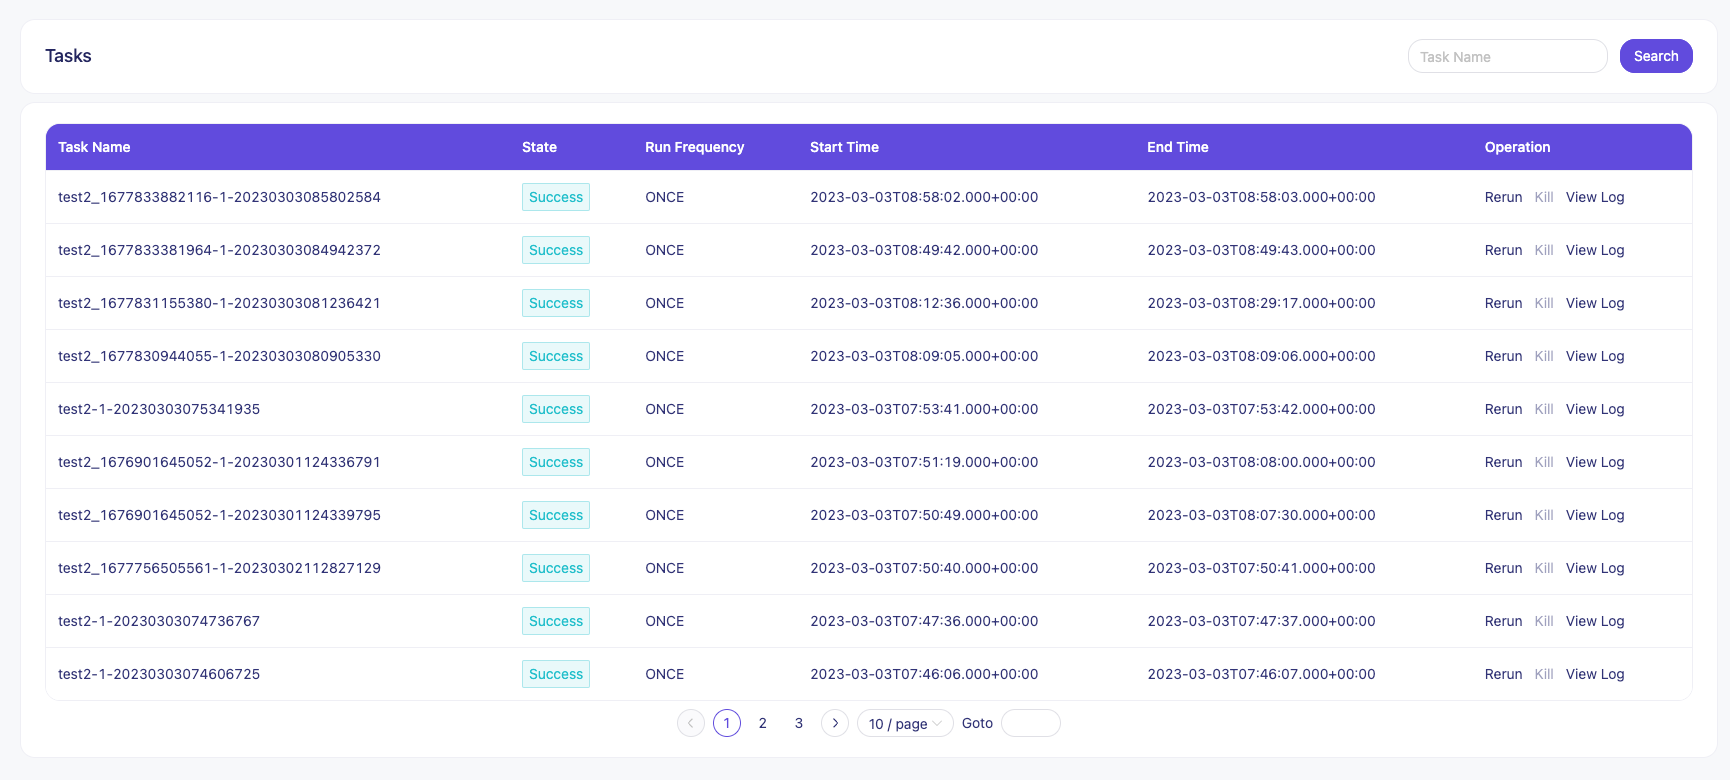 Tasks
Task Name Search
Task Name State Run Frequency Start Time End Time Operation
test2_1677833882116-1-20230303085802584 Success ONCE 2023-03-03T08:58:02.000+00:00 2023-03-03T08:58:03.000+00:00 Rerun Kill View Log
test2_1677833381964-1-20230303084942372 Success ONCE 2023-03-03T08:49:42.000+00:00 2023-03-03T08:49:43.000+00:00 Rerun Kill View Log
test2_1677831155380-1-20230303081236421 Success ONCE 2023-03-03T08:12:36.000+00:00 2023-03-03T08:29:17.000+00:00 Rerun Kill View Log
test2_1677830944055-1-20230303080905330 Success ONCE 2023-03-03T08:09:05.000+00:00 2023-03-03T08:09:06.000+00:00 Rerun Kill View Log
test2-1-20230303075341935 Success ONCE 2023-03-03T07:53:41.000+00:00 2023-03-03T07:53:42.000+00:00 Rerun Kill View Log
test2_1676901645052-1-20230301124336791 Success ONCE 2023-03-03T07:51:19.000+00:00 2023-03-03T08:08:00.000+00:00 Rerun Kill View Log
test2_1676901645052-1-20230301124339795 Success ONCE 2023-03-03T07:50:49.000+00:00 2023-03-03T08:07:30.000+00:00 Rerun Kill View Log
test2_1677756505561-1-20230302112827129 Success ONCE 2023-03-03T07:50:40.000+00:00 2023-03-03T07:50:41.000+00:00 Rerun Kill View Log
test2-1-20230303074736767 Success ONCE 2023-03-03T07:47:36.000+00:00 2023-03-03T07:47:37.000+00:00 Rerun Kill View Log
test2-1-20230303074606725 Success ONCE 2023-03-03T07:46:06.000+00:00 2023-03-03T07:46:07.000+00:00 Rerun Kill View Log
1 2 3 10 / page Goto